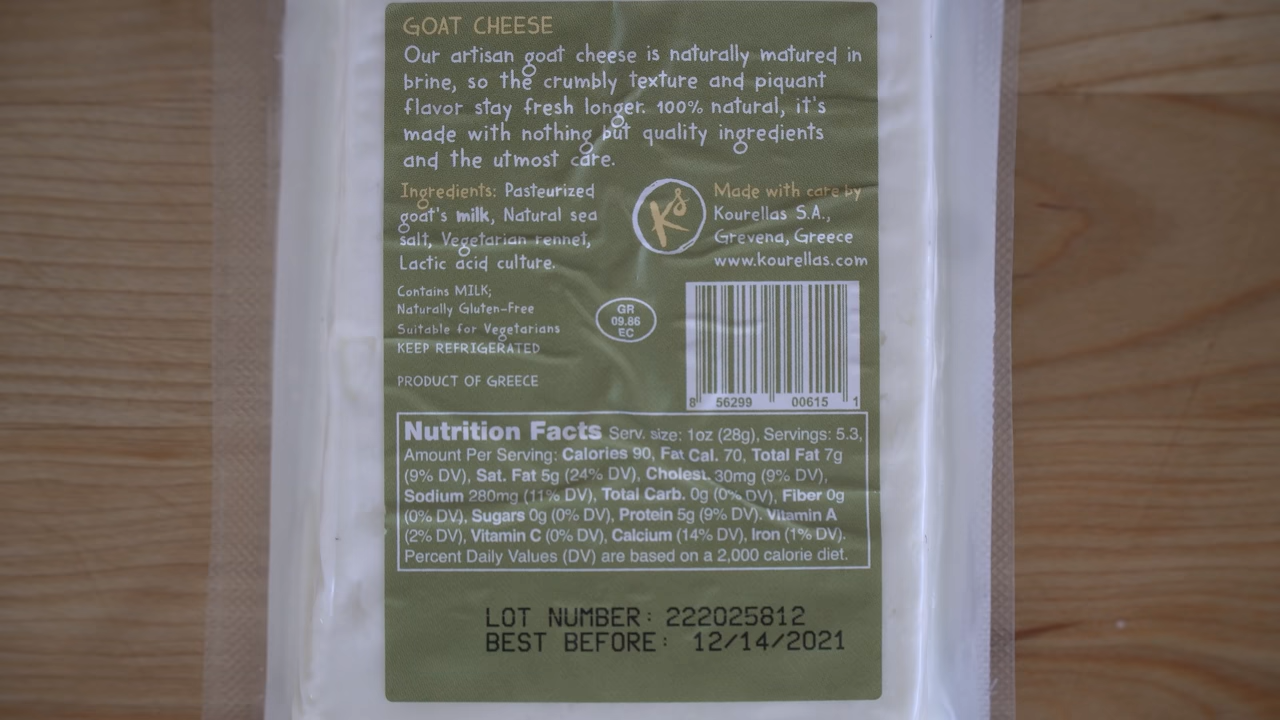 GOAT CHEESE
Our artisan goat cheese is naturally matured in
brine, so the crumbly texture and piquant
flavor stay fresh longer. 100% natural, it's
made with nothing but quality ingredients
and the utmost care.
Ingredients: Pasteurized
goat's milk, Natural sea
salt, Vegetarian rennet,
Lactic acid culture.
Ks
Made with care by
Kourellas S.A.,
Grevena, Greece
www.kourellas.com
Contains MILK;
Naturally Gluten-Free
Suitable for Vegetarians
KEEP REFRIGERATED
PRODUCT OF GREECE
GR
09.86
EC
8 56299 00615 1
Nutrition Facts Serv. size: 1oz (28g), Servings: 5.3,
Amount Per Serving: Calories 90, Fat Cal. 70, Total Fat 7g
(9% DV), Sat. Fat 5g (24% DV), Cholest. 30mg (9% DV),
Sodium 280mg (11% DV), Total Carb. 0g (0% DV), Fiber 0g
(0% DV), Sugars 0g (0% DV), Protein 5g (9% DV). Vitamin A
(2% DV), Vitamin C (0% DV), Calcium (14% DV), Iron (1% DV).
Percent Daily Values (DV) are based on a 2,000 calorie diet.
LOT NUMBER: 222025812
BEST BEFORE: 12/14/2021